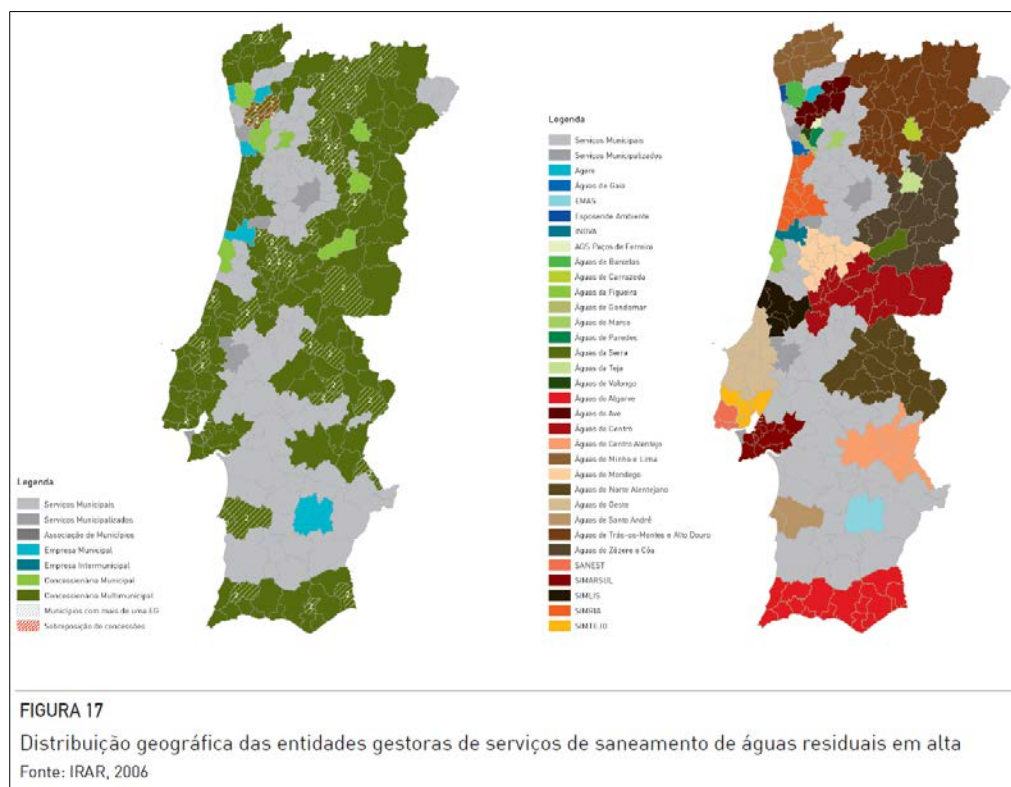 Legenda
Serviços Municipais
Serviços Municipalizados
Associação de Municípios
Empresa Municipal
Empresa Intermunicipal
Concessionária Municipal
Concessionária Multimunicipal
Municípios com mais de uma EG
Sobreposição de concessões
Legenda
Serviços Municipais
Serviços Municipalizados
Agere
Águas de Gaia
EMAS
Esposende Ambiente
INOVA
AGS Paços de Ferreira
Águas de Barcelos
Águas de Carrazeda
Águas da Figueira
Águas de Gondomar
Águas do Marco
Águas de Paredes
Águas da Serra
Águas da Teja
Águas de Valongo
Águas do Algarve
Águas do Ave
Águas do Centro
Águas do Centro Alentejo
Águas do Minho e Lima
Águas do Mondego
Águas do Norte Alentejano
Águas do Oeste
Águas de Santo André
Águas de Trás-os-Montes e Alto Douro
Águas do Zêzere e Côa
SANEST
SIMARSUL
SIMLIS
SIMRIA
SIMTEJO
FIGURA 17
Distribuição geográfica das entidades gestoras de serviços de saneamento de águas residuais em alta
Fonte: IRAR, 2006